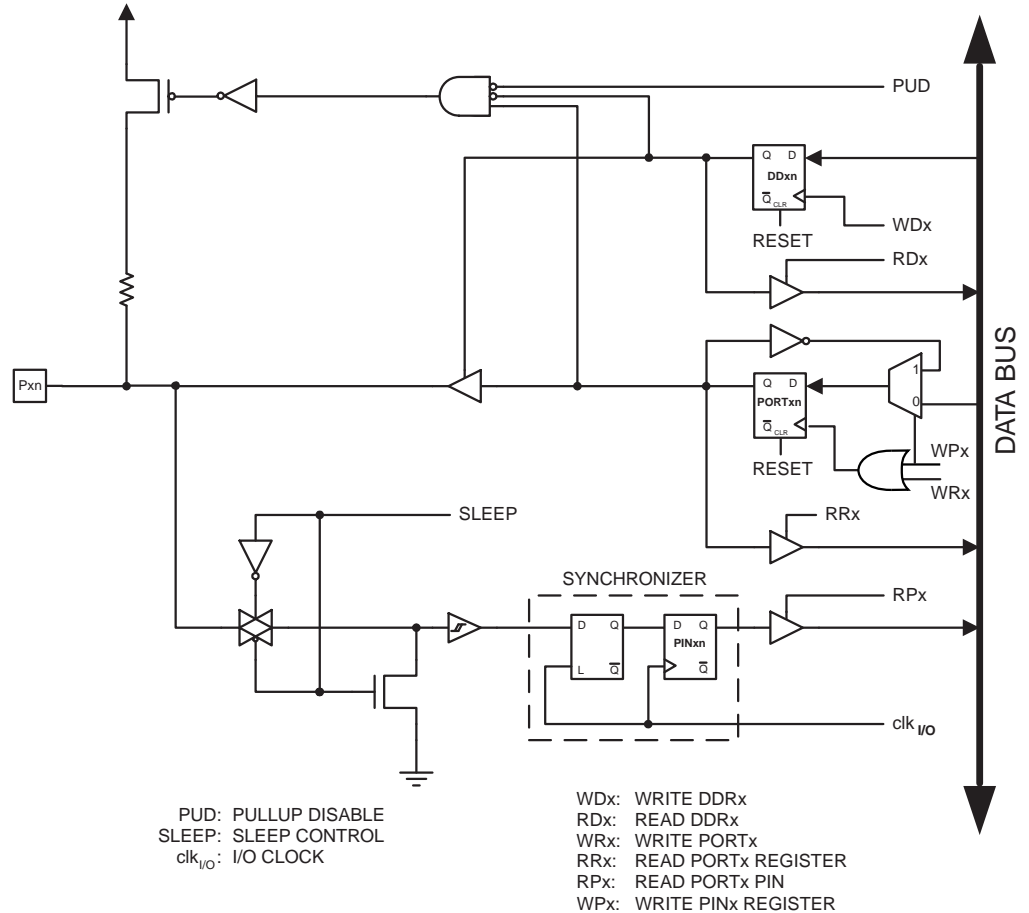 PUD
Q D
DDxn
Q CLR
WDx
RESET
RDx
DATA BUS
1
Pxn
Q D
PORTxn
0
Q CLR
WPx
RESET
WRx
SLEEP
RRx
SYNCHRONIZER
RPx
D Q
D Q
PINxn
L Q
Q
clk I/O
PUD: PULLUP DISABLE
SLEEP: SLEEP CONTROL
clkI/O: I/O CLOCK
WDx: WRITE DDRx
RDx: READ DDRx
WRx: WRITE PORTx
RRx: READ PORTx REGISTER
RPx: READ PORTx PIN
WPx: WRITE PINx REGISTER